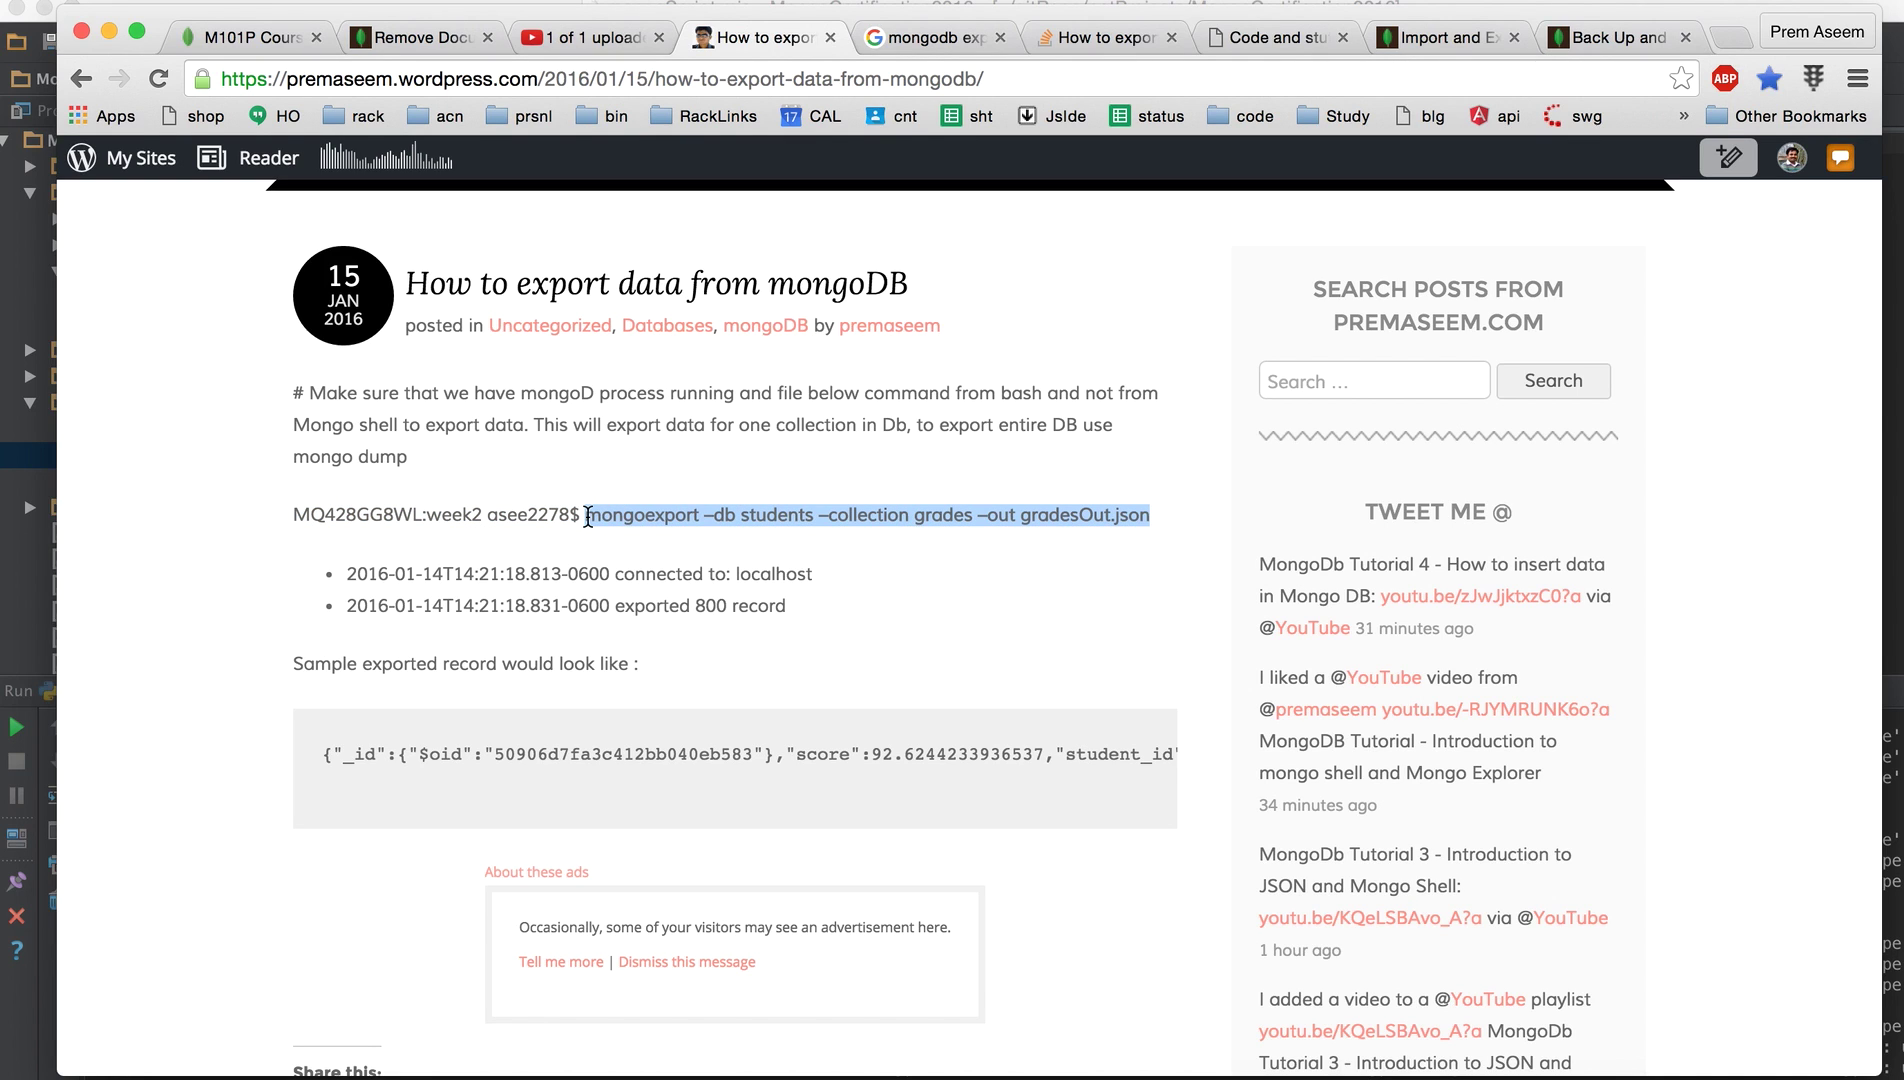 M101P Cours
Remove Docu
1 of 1 upload
How to expor
mongodb exp
How to expor
Code and stu
Import and Ex
Back Up and
Prem Aseem
https://premaseem.wordpress.com/2016/01/15/how-to-export-data-from-mongodb/
ABP
Apps shop HO rack acn prsnl bin RackLinks 17 CAL cnt sht JsIde status code Study blg api swg » Other Bookmarks
My Sites Reader
15
JAN
2016
How to export data from mongoDB
posted in Uncategorized, Databases, mongoDB by premaseem
# Make sure that we have mongoD process running and file below command from bash and not from
Mongo shell to export data. This will export data for one collection in Db, to export entire DB use
mongo dump
MQ428GG8WL:week2 asee2278$ mongoexport –db students –collection grades –out gradesOut.json
• 2016-01-14T14:21:18.813-0600 connected to: localhost
• 2016-01-14T14:21:18.831-0600 exported 800 record
Sample exported record would look like :
{"_id":{"$oid":"50906d7fa3c412bb040eb583"},"score":92.6244233936537,"student_id"
About these ads
Occasionally, some of your visitors may see an advertisement here.
Tell me more | Dismiss this message
Share this:
SEARCH POSTS FROM
PREMASEEM.COM
Search …
Search
TWEET ME @
MongoDb Tutorial 4 - How to insert data
in Mongo DB: youtu.be/zJwJjktxzC0?a via
@YouTube 31 minutes ago
I liked a @YouTube video from
@premaseem youtu.be/-RJYMRUNK6o?a
MongoDB Tutorial - Introduction to
mongo shell and Mongo Explorer
34 minutes ago
MongoDb Tutorial 3 - Introduction to
JSON and Mongo Shell:
youtu.be/KQeLSBAvo_A?a via @YouTube
1 hour ago
I added a video to a @YouTube playlist
youtu.be/KQeLSBAvo_A?a MongoDb
Tutorial 3 - Introduction to JSON and
Run